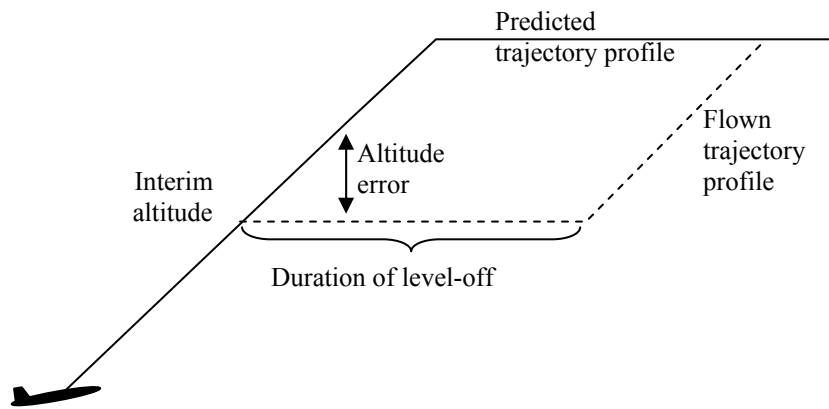 Predicted
trajectory profile
Flown
trajectory
profile
Altitude
error
Interim
altitude
Duration of level-off